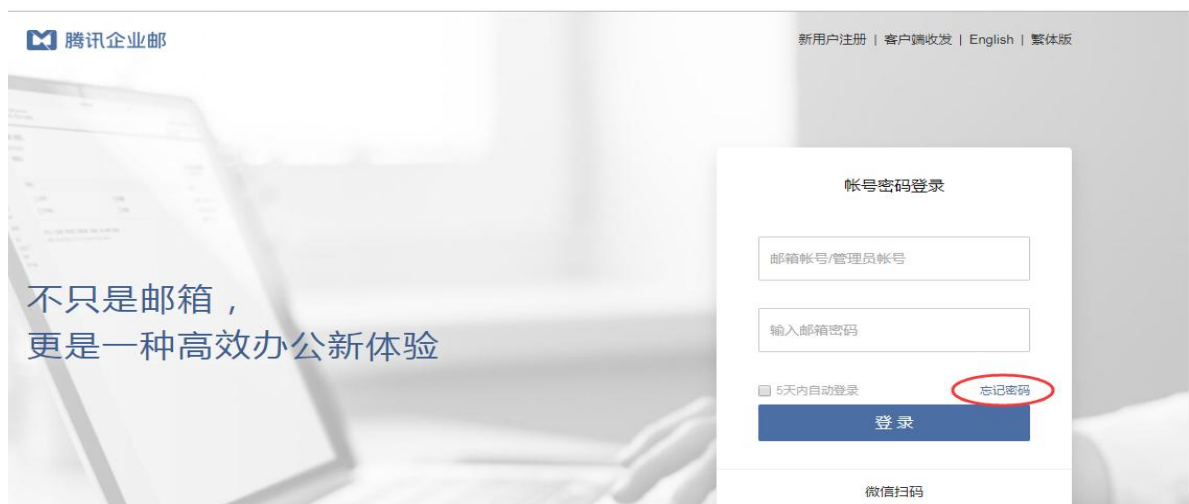 腾讯企业邮
新用户注册 | 客户端收发 | English | 繁体版
帐号密码登录
邮箱帐号/管理员帐号
不只是邮箱，
更是一种高效办公新体验
输入邮箱密码
5天内自动登录 忘记密码
登录
微信扫码